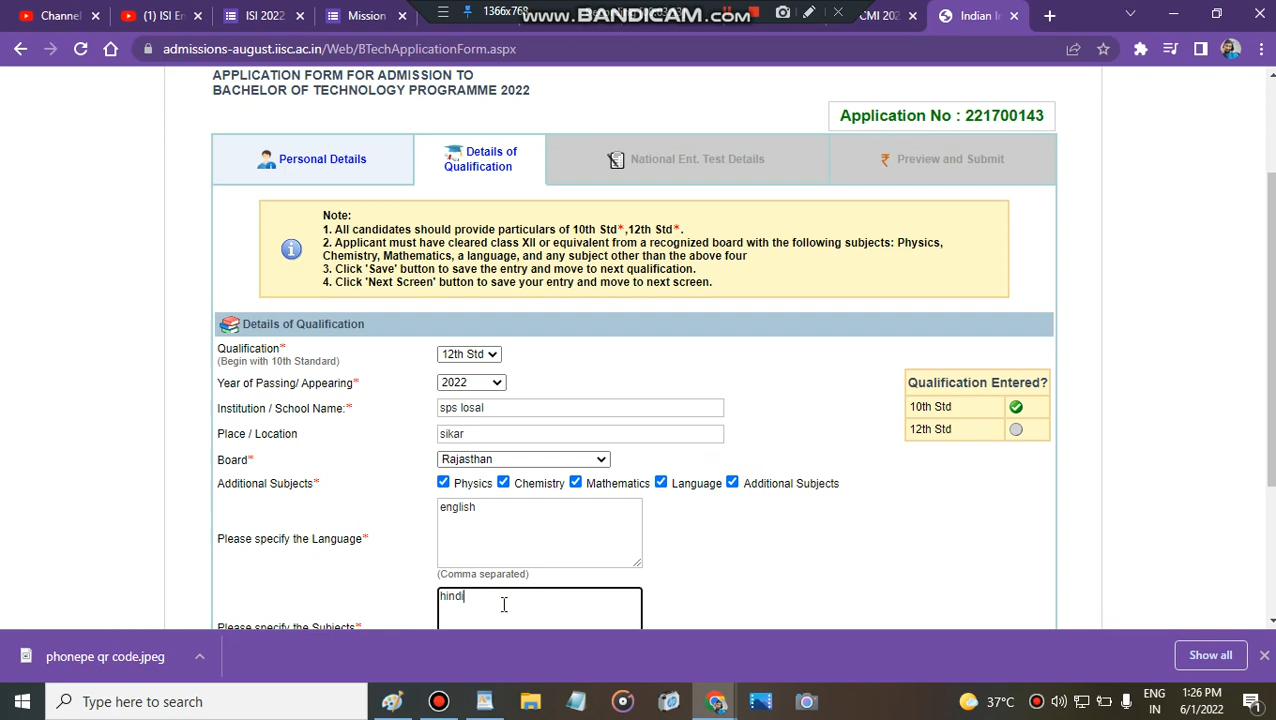 Channel
(1) ISI En
ISI 2022
Mission
1366x768
www.BANDICAM.com
CMI 202
Indian In
admissions-august.iisc.ac.in/Web/BTechApplicationForm.aspx
APPLICATION FORM FOR ADMISSION TO
BACHELOR OF TECHNOLOGY PROGRAMME 2022
Application No : 221700143
Personal Details
Details of
Qualification
National Ent. Test Details
Preview and Submit
Note:
1. All candidates should provide particulars of 10th Std*,12th Std*.
2. Applicant must have cleared class XII or equivalent from a recognized board with the following subjects: Physics,
Chemistry, Mathematics, a language, and any subject other than the above four
3. Click 'Save' button to save the entry and move to next qualification.
4. Click 'Next Screen' button to save your entry and move to next screen.
Details of Qualification
Qualification*
(Begin with 10th Standard)
12th Std
Year of Passing/ Appearing*
2022
Qualification Entered?
Institution / School Name:*
sps losal
10th Std
12th Std
Place / Location
sikar
Board*
Rajasthan
Additional Subjects*
Physics
Chemistry
Mathematics
Language
Additional Subjects
english
Please specify the Language*
(Comma separated)
hindi
Please specify the Subjects*
phonepe qr code.jpeg
Show all
Type here to search
37°C
ENG
IN
1:26 PM
6/1/2022
1